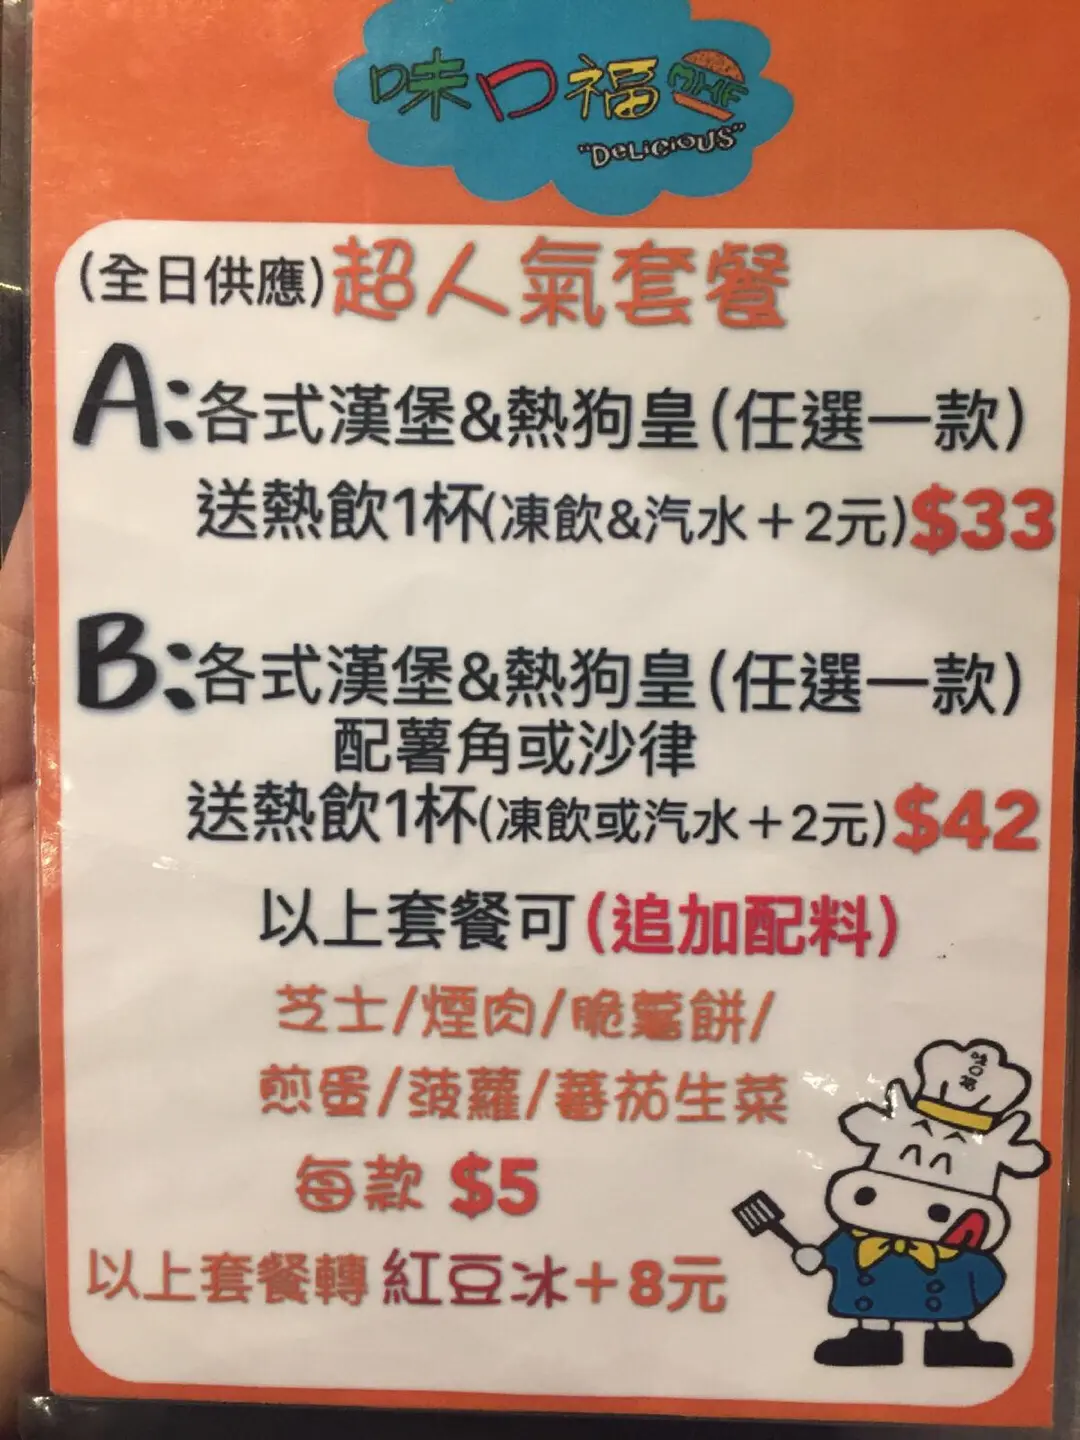 味口福 MHF
"DeLiciOUS"
(全日供應)超人氣套餐
A:各式漢堡&熱狗皇(任選一款)
送熱飲1杯(凍飲&汽水+2元)$33
B:各式漢堡&熱狗皇(任選一款)
配薯角或沙律
送熱飲1杯(凍飲或汽水+2元)$42
以上套餐可(追加配料)
芝士/煙肉/脆薯餅/
煎蛋/菠蘿/蕃茄生菜
每款 $5
以上套餐轉紅豆冰+8元
味口福